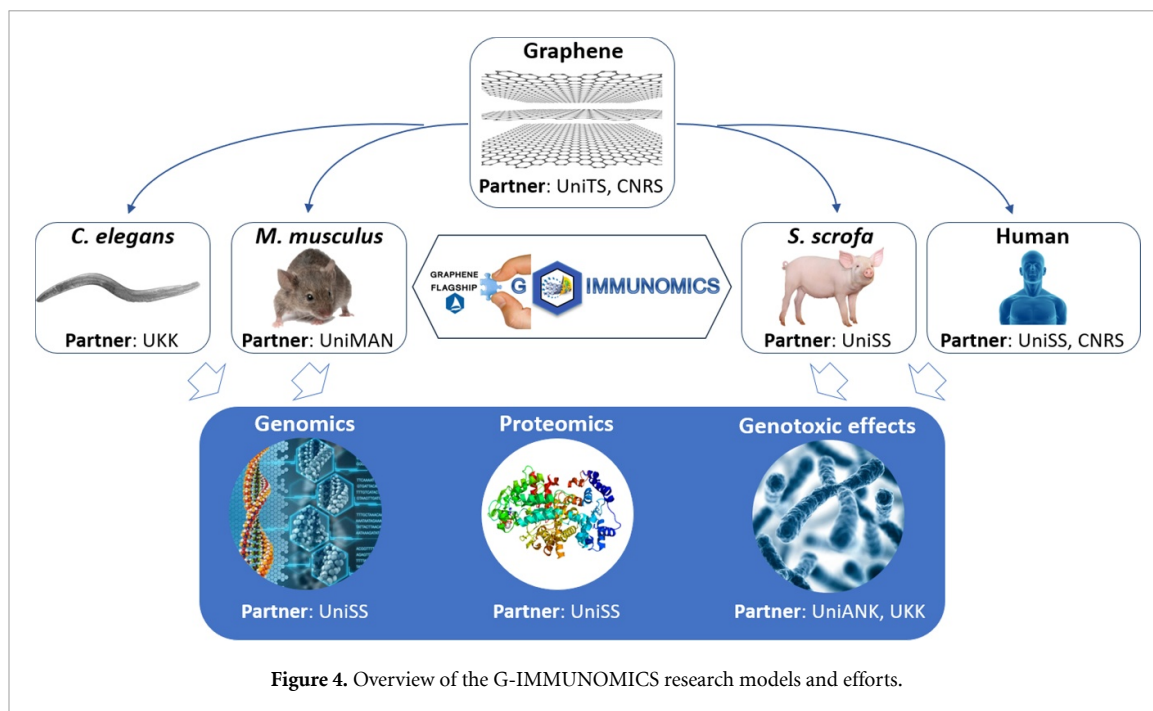 Graphene
Partner: UniTS, CNRS
C. elegans
Partner: UKK
M. musculus
Partner: UniMAN
GRAPHENE
FLAGSHIP
G
IMMUNOMICS
S. scrofa
Partner: UniSS
Human
Partner: UniSS, CNRS
Genomics
Partner: UniSS
Proteomics
Partner: UniSS
Genotoxic effects
Partner: UniANK, UKK
Figure 4. Overview of the G-IMMUNOMICS research models and efforts.